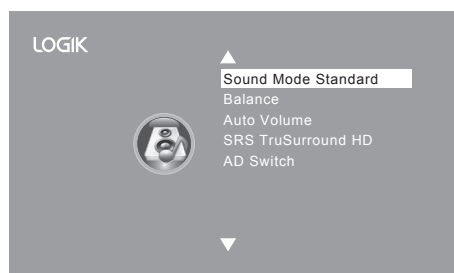 LOGIK
Sound Mode Standard
Balance
Auto Volume
SRS TruSurround HD
AD Switch